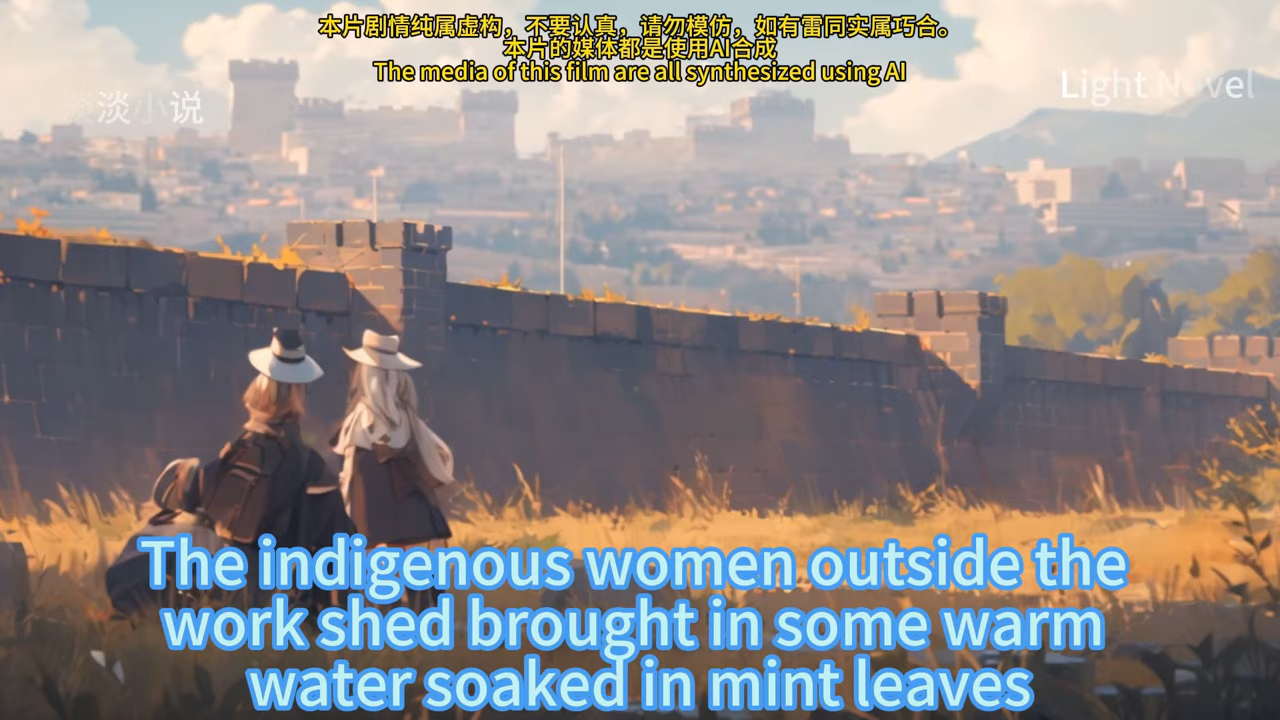 本片剧情纯属虚构，不要认真，请勿模仿，如有雷同实属巧合。
本片的媒体都是使用AI合成
The media of this film are all synthesized using AI
淡淡小说
Light Novel
The indigenous women outside the
work shed brought in some warm
water soaked in mint leaves